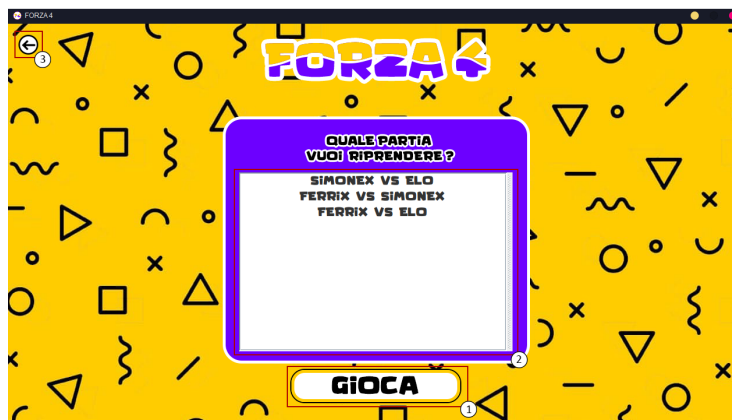 FORZA 4
3
FORZA 4
QUALE PARTIA
VUOI RIPRENDERE ?
SIMONEX VS ELO
FERRIX VS SIMONEX
FERRIX VS ELO
2
GIOCA
1